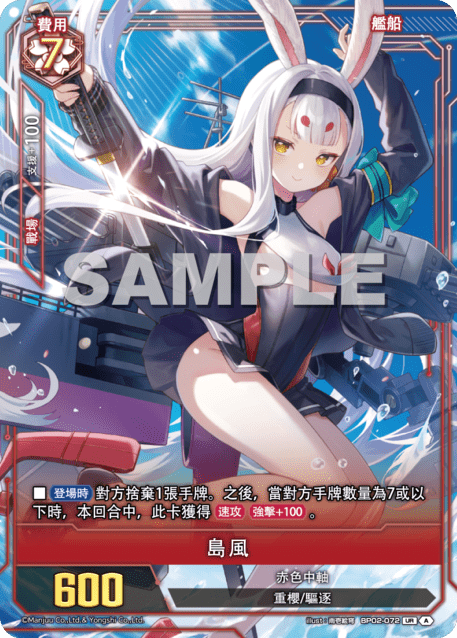 費用
7
艦船
支援+100
戰場
SAMPLE
■ 登場時 對方捨棄1張手牌。之後，當對方手牌數量為7或以
下時，本回合中，此卡獲得 速攻 強擊+100 。
島風
600
赤色中軸
重櫻/驅逐
©Manjuu Co.,Ltd & Yongshi Co.,Ltd.
illust: BP02-072 UR A